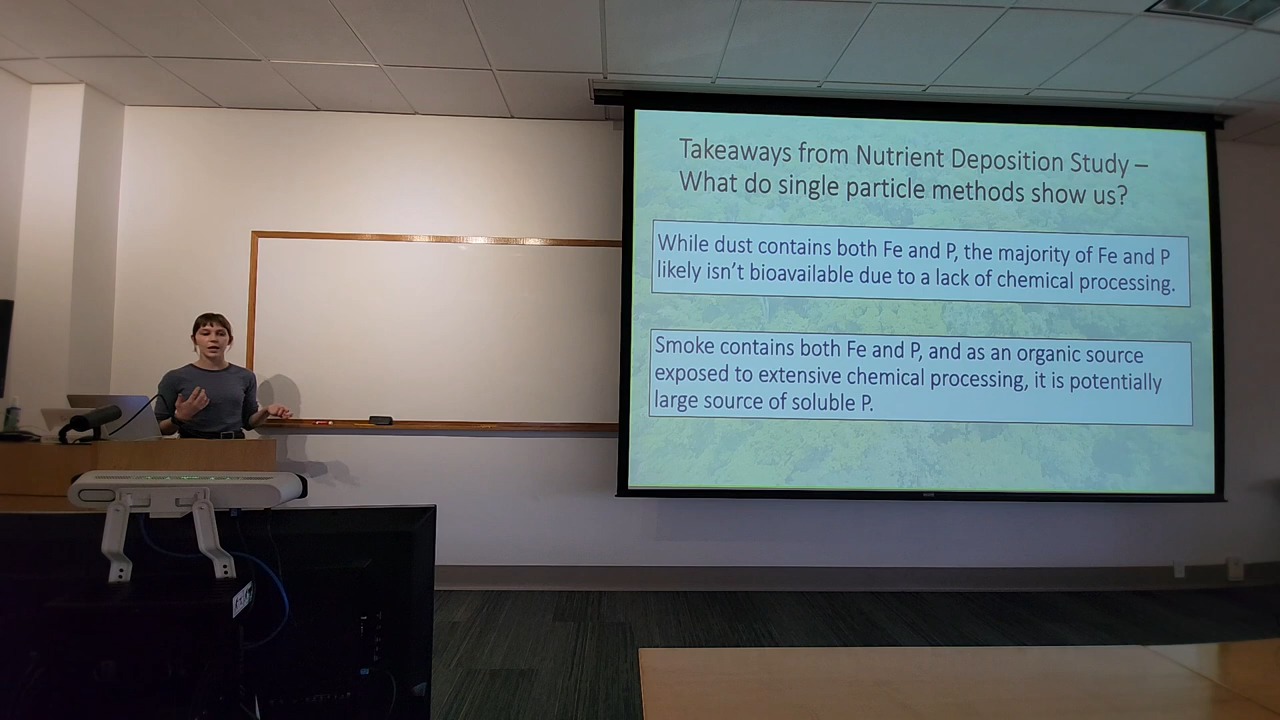 Takeaways from Nutrient Deposition Study –
What do single particle methods show us?
While dust contains both Fe and P, the majority of Fe and P
likely isn't bioavailable due to a lack of chemical processing.
Smoke contains both Fe and P, and as an organic source
exposed to extensive chemical processing, it is potentially
large source of soluble P.